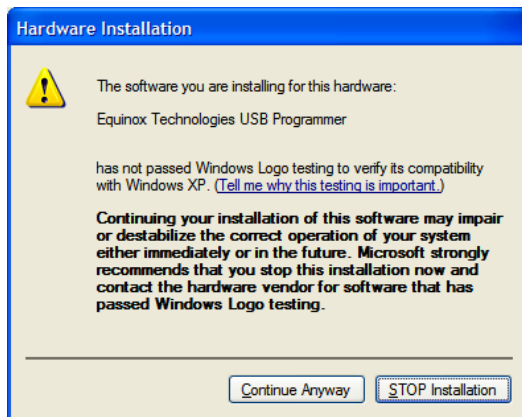 Hardware Installation
The software you are installing for this hardware:
Equinox Technologies USB Programmer
has not passed Windows Logo testing to verify its compatibility
with Windows XP. (Tell me why this testing is important.)
Continuing your installation of this software may impair
or destabilize the correct operation of your system
either immediately or in the future. Microsoft strongly
recommends that you stop this installation now and
contact the hardware vendor for software that has
passed Windows Logo testing.
Continue Anyway
STOP Installation